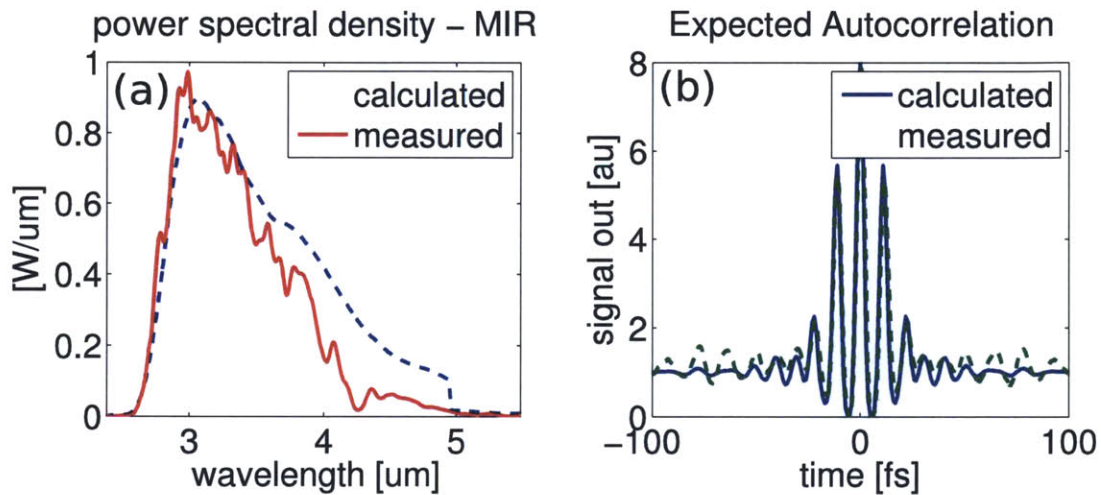 power spectral density – MIR
(a)
calculated
measured
1
0.8
0.6
0.4
0.2
0
[W/um]
3
4
5
wavelength [um]
Expected Autocorrelation
(b)
calculated
measured
8
6
4
2
0
signal out [au]
−100
0
100
time [fs]